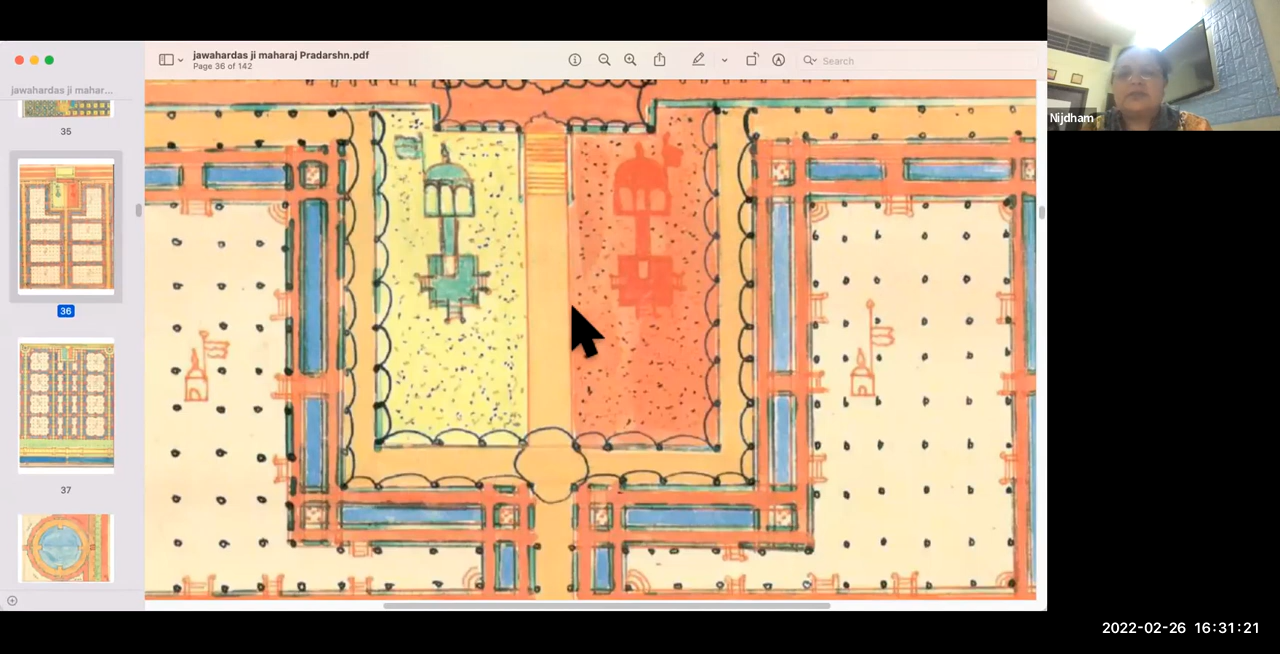 jawahardas ji maharaj Pradarshn.pdf
Page 36 of 142
Search
jawahardas ji mahar...
35
36
37
Nijdham
2022-02-26 16:31:21